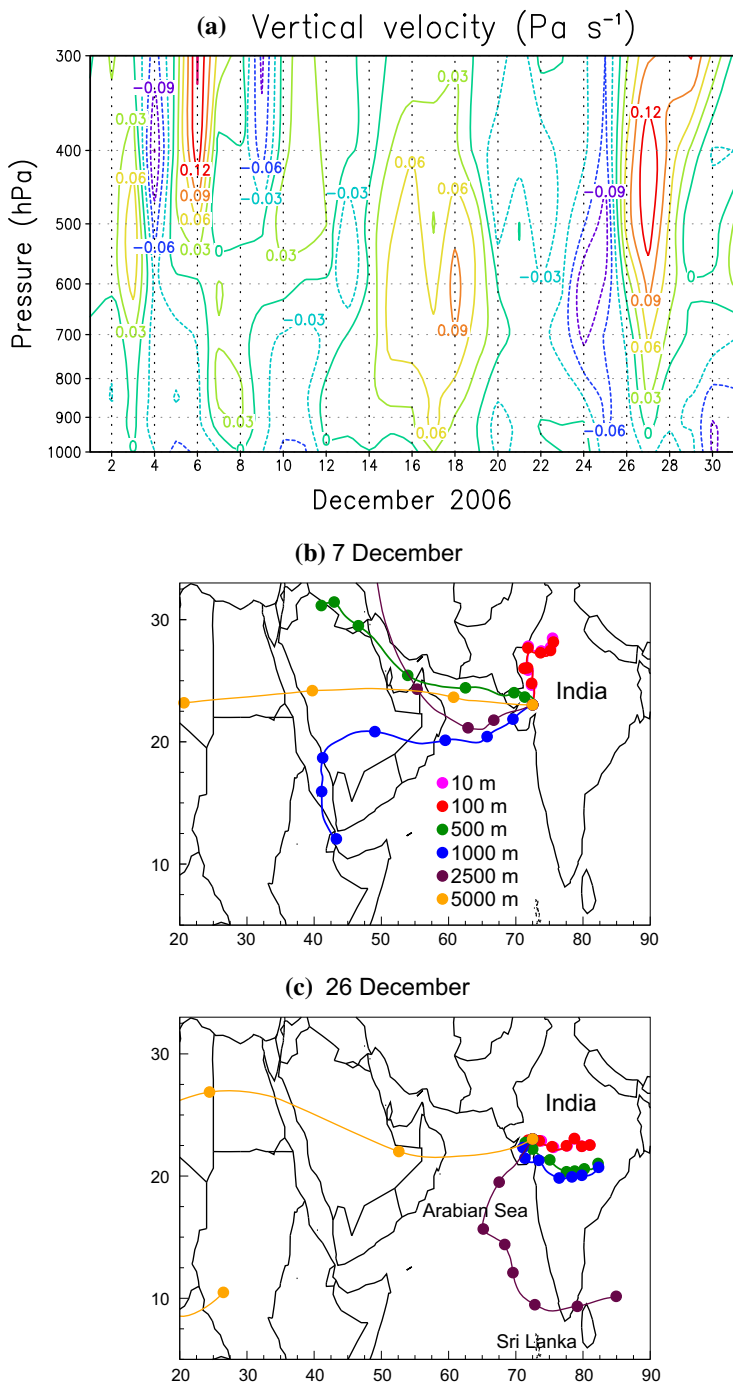 (a) Vertical velocity (Pa s⁻¹)
300
400
500
600
700
800
900
1000
Pressure (hPa)
0.03
−0.09
0.03
0.12
0.06
−0.06
0.12
0.09
−0.03
0.06
0.06
−0.03
−0.09
−0.06
0.06
0.03
0
0.03
0.03
−0.03
−0.03
0.09
0.09
0.03
0.06
0.03
0.03
0.06
−0.06
0
0
0
0
2 4 6 8 10 12 14 16 18 20 22 24 26 28 30
December 2006
(b) 7 December
30
20
10
India
10 m
100 m
500 m
1000 m
2500 m
5000 m
20 30 40 50 60 70 80 90
(c) 26 December
30
20
10
India
Arabian Sea
Sri Lanka
20 30 40 50 60 70 80 90